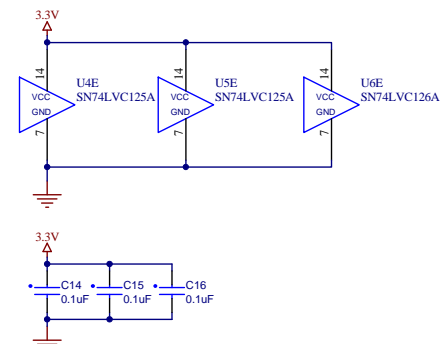 3.3V
14
VCC
GND
7
U4E
SN74LVC125A
14
VCC
GND
7
U5E
SN74LVC125A
14
VCC
GND
7
U6E
SN74LVC126A
3.3V
C14
0.1uF
C15
0.1uF
C16
0.1uF